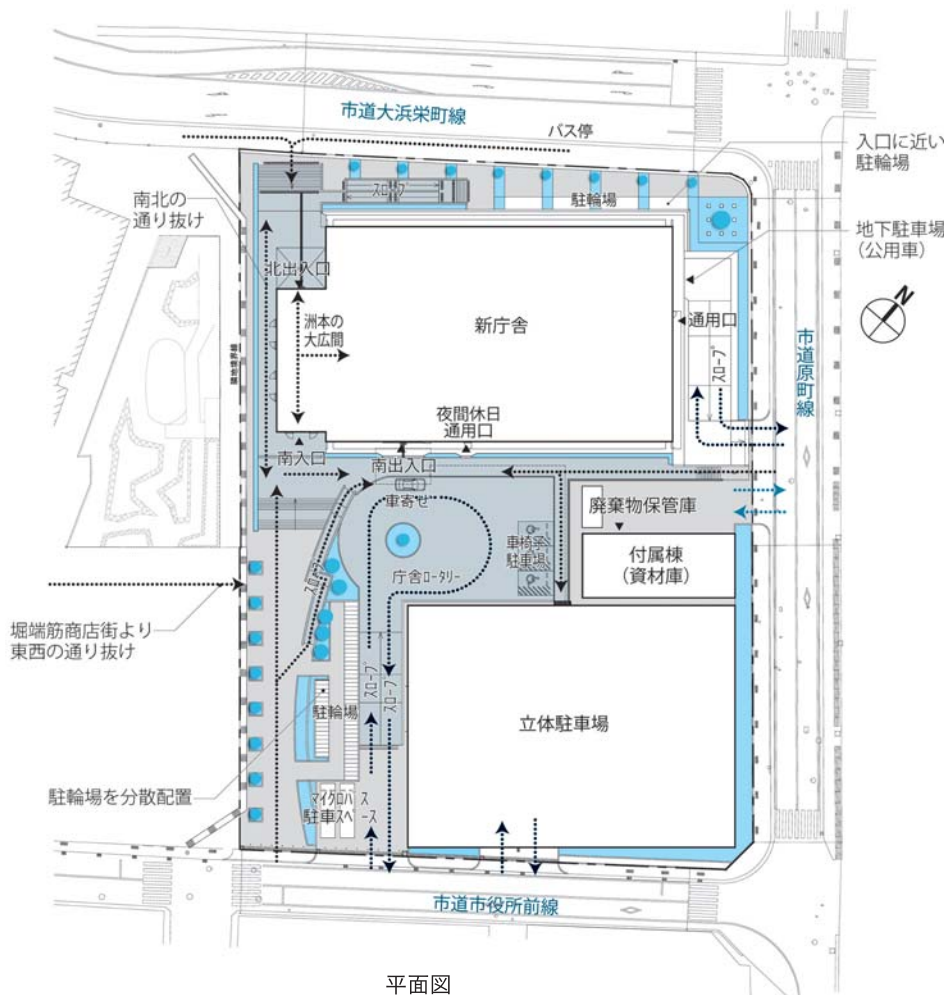 市道大浜栄町線
バス停
入口に近い
駐輪場
スロープ
駐輪場
南北の
通り抜け
地下駐車場
(公用車)
北出入口
N
洲本の
大広間
新庁舎
通用口
スロープ
市道原町線
隣地境界線
夜間休日
通用口
南入口
南出入口
車寄せ
廃棄物保管庫
車椅子
駐車場
付属棟
(資材庫)
庁舎ロータリー
スロープ
堀端筋商店街より
東西の通り抜け
スロープ
スロープ
駐輪場
立体駐車場
駐輪場を分散配置
マイクロバス
駐車スペース
市道市役所前線
平面図